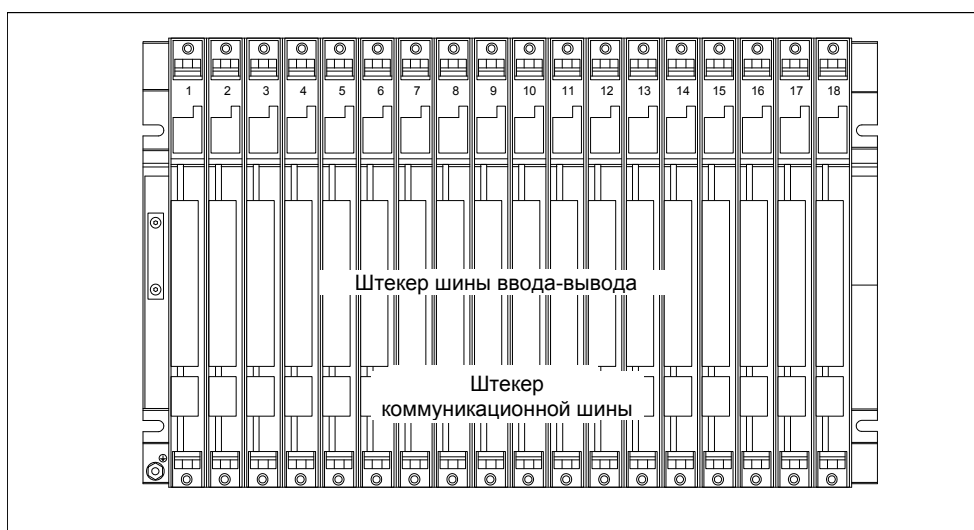 1 2 3 4 5 6 7 8 9 10 11 12 13 14 15 16 17 18
Штекер шины ввода-вывода
Штекер
коммуникационной шины